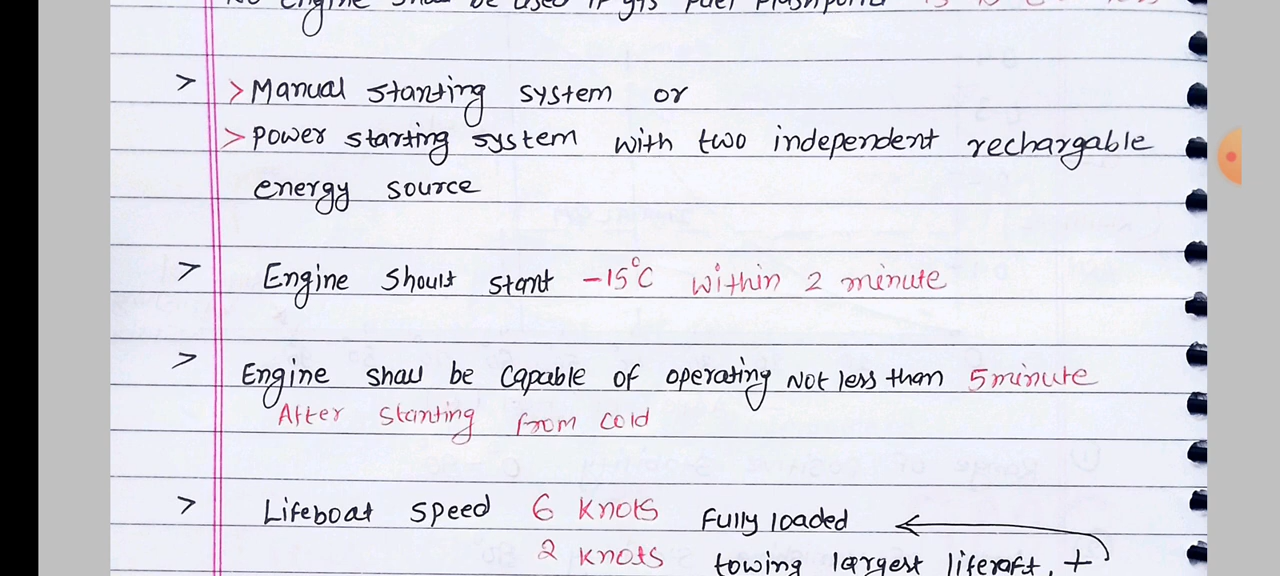 > > Manual starting system or
> Power starting system with two independent rechargable
energy source
> Engine Shoult start -15°C within 2 minute
> Engine shall be capable of operating Not less than 5 minute
After starting from cold
> Lifeboat speed 6 Knots Fully loaded
2 knots towing largest liferaft, +